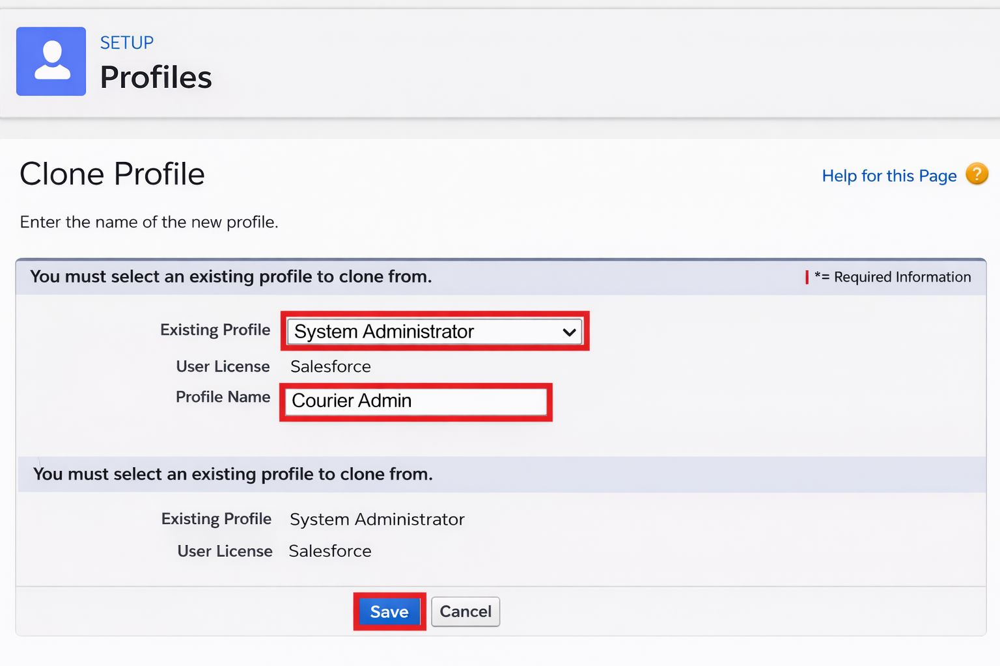 SETUP
Profiles
Clone Profile
Help for this Page ?
Enter the name of the new profile.
You must select an existing profile to clone from.
*= Required Information
Existing Profile System Administrator
User License Salesforce
Profile Name Courier Admin
You must select an existing profile to clone from.
Existing Profile System Administrator
User License Salesforce
Save Cancel